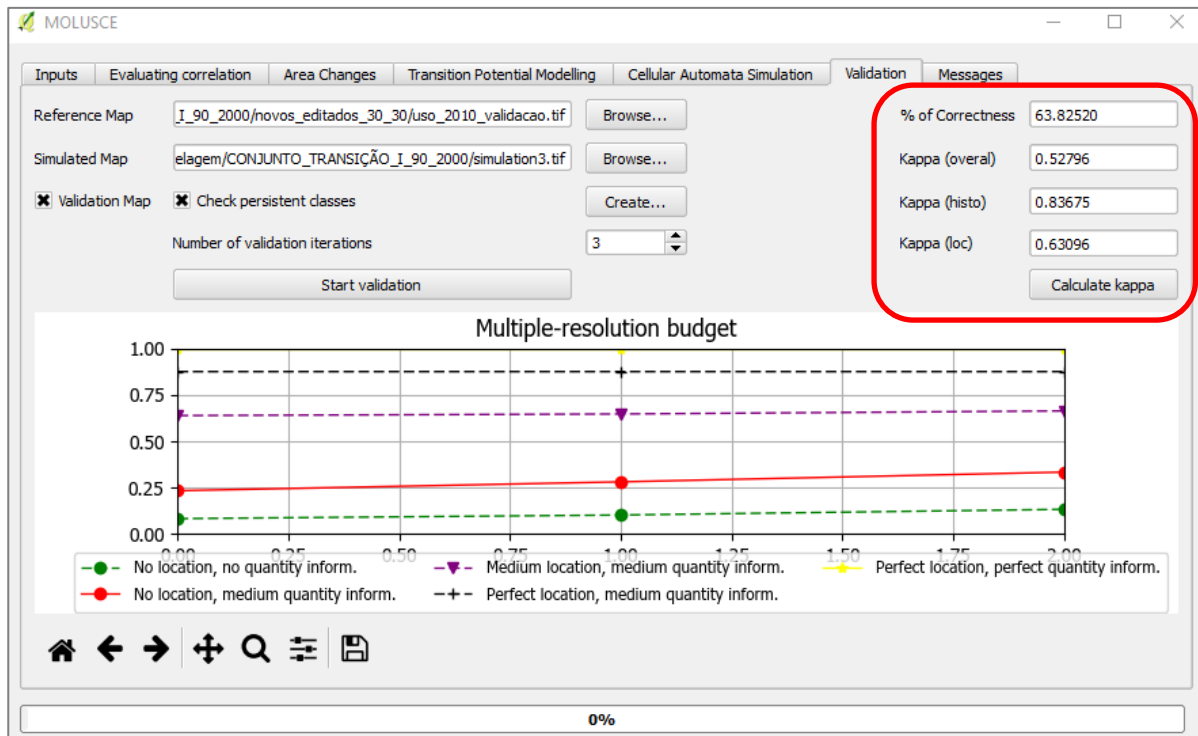 MOLUSCE
Inputs Evaluating correlation Area Changes Transition Potential Modelling Cellular Automata Simulation Validation Messages
Reference Map I_90_2000/novos_editados_30_30/uso_2010_validacao.tif Browse... % of Correctness 63.82520
Simulated Map elagem/CONJUNTO_TRANSIÇÃO_I_90_2000/simulation3.tif Browse... Kappa (overal) 0.52796
Validation Map Check persistent classes Create... Kappa (histo) 0.83675
Number of validation iterations 3 Kappa (loc) 0.63096
Start validation Calculate kappa
Multiple-resolution budget
1.00
0.75
0.50
0.25
0.00
0.00 0.25 0.50 0.75 1.00 1.25 1.50 1.75 2.00
No location, no quantity inform. Medium location, medium quantity inform. Perfect location, perfect quantity inform.
No location, medium quantity inform. Perfect location, medium quantity inform.
0%